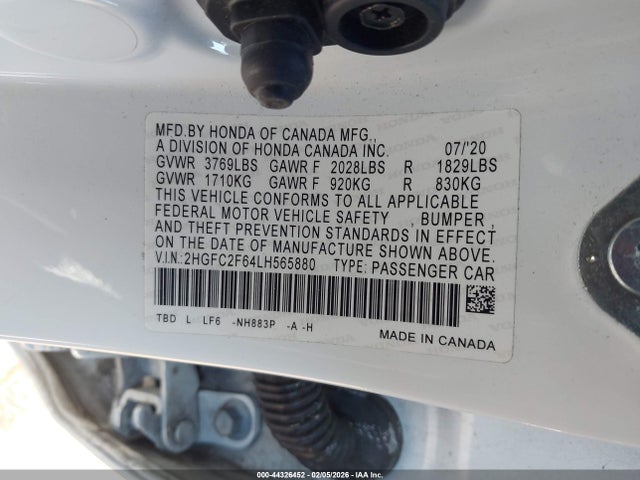 MFD.BY HONDA OF CANADA MFG.,
A DIVISION OF HONDA CANADA INC. 07/'20
GVWR 3769LBS GAWR F 2028LBS R 1829LBS
GVWR 1710KG GAWR F 920KG R 830KG
THIS VEHICLE CONFORMS TO ALL APPLICABLE
FEDERAL MOTOR VEHICLE SAFETY , BUMPER ,
AND THEFT PREVENTION STANDARDS IN EFFECT
ON THE DATE OF MANUFACTURE SHOWN ABOVE.
V.I.N.:2HGFC2F64LH565880 TYPE: PASSENGER CAR
TBD L LF6 -NH883P -A -H
MADE IN CANADA
000-44326452 - 02/05/2026 - IAA Inc.